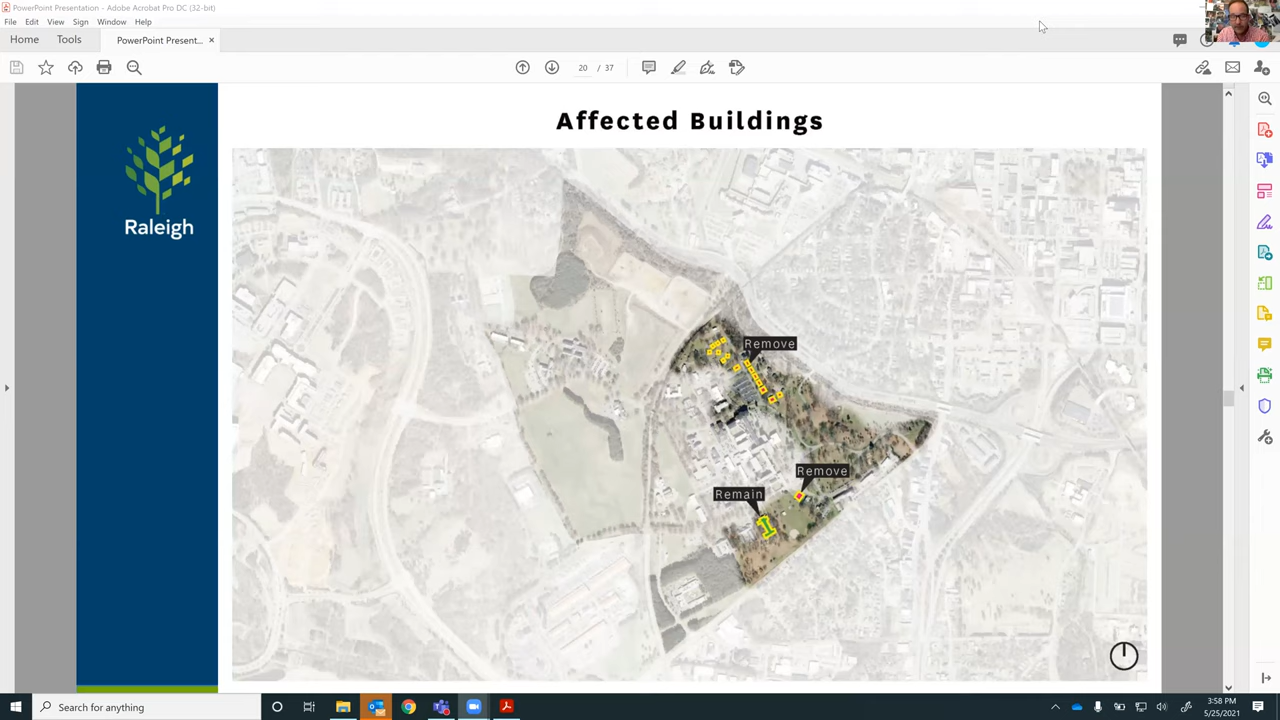 PowerPoint Presentation - Adobe Acrobat Pro DC (32-bit)
File Edit View Sign Window Help
Home Tools PowerPoint Present... ×
20 / 37
Affected Buildings
Raleigh
Remove
Remove
Remain
Search for anything
3:58 PM
5/25/2021